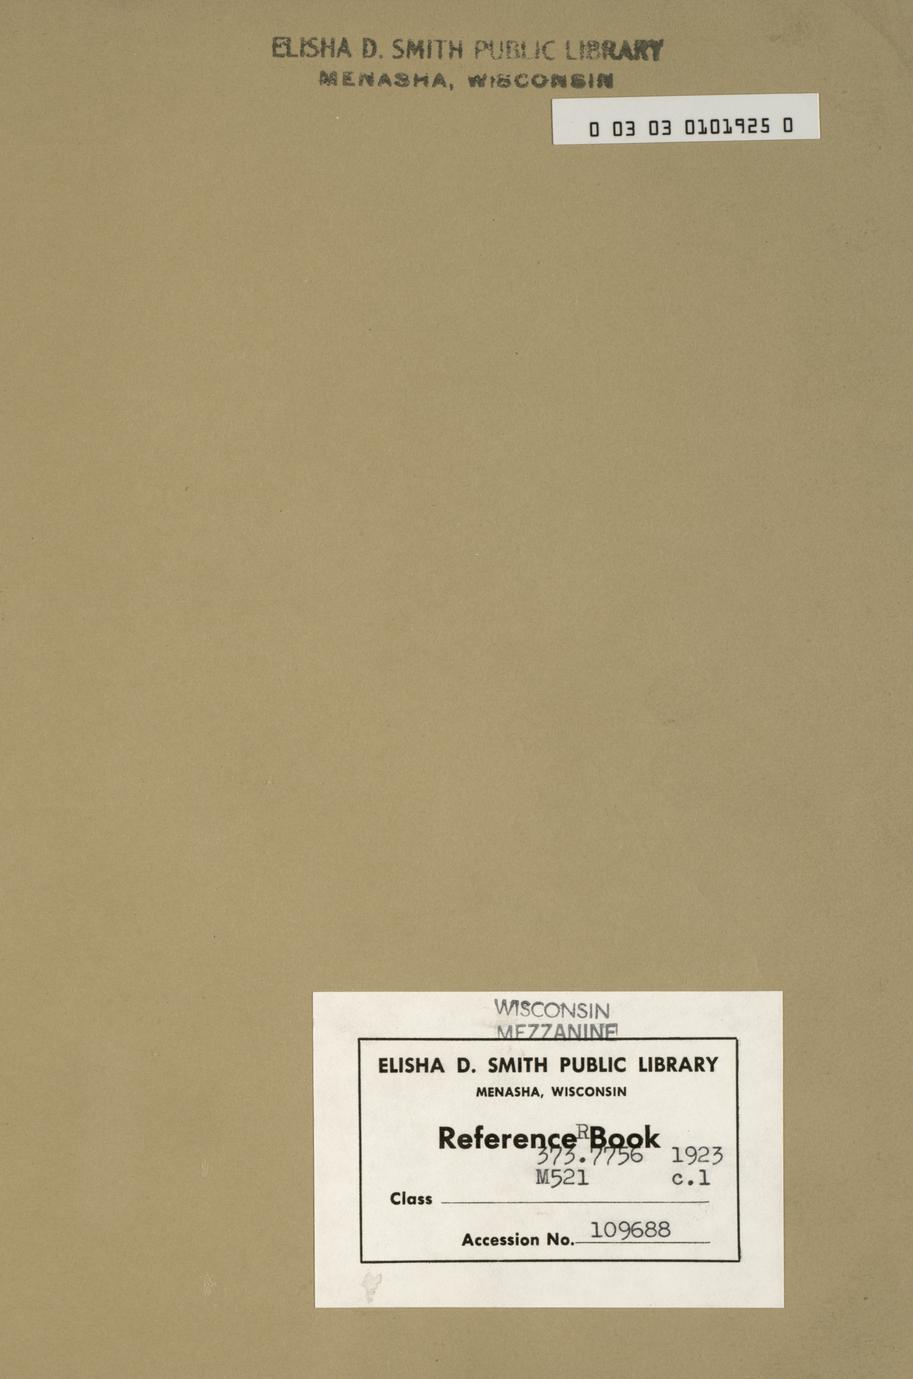 ELISHA D. SMITH PUBLIC LIBRARY
MENASHA, WISCONSIN
0 03 03 0101925 0
WISCONSIN
MEZZANINE
ELISHA D. SMITH PUBLIC LIBRARY
MENASHA, WISCONSIN
R
Reference Book
373.7756 1923
M521 c.1
Class
Accession No. 109688